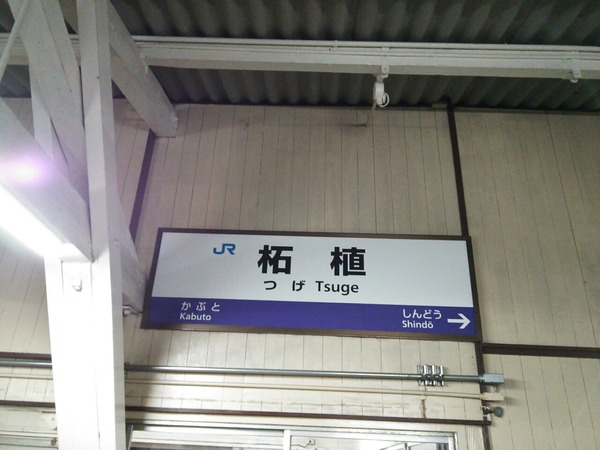 JR 柘植
つげ Tsuge
かぶと
Kabuto
しんどう
Shindō